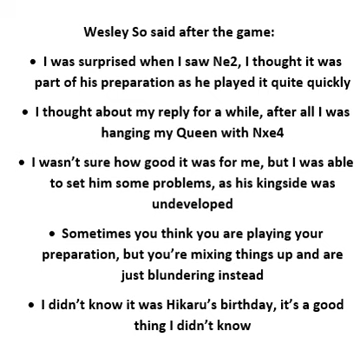 Wesley So said after the game:
• I was surprised when I saw Ne2, I thought it was
part of his preparation as he played it quite quickly
• I thought about my reply for a while, after all I was
hanging my Queen with Nxe4
• I wasn't sure how good it was for me, but I was able
to set him some problems, as his kingside was
undeveloped
• Sometimes you think you are playing your
preparation, but you're mixing things up and are
just blundering instead
• I didn't know it was Hikaru's birthday, it's a good
thing I didn't know